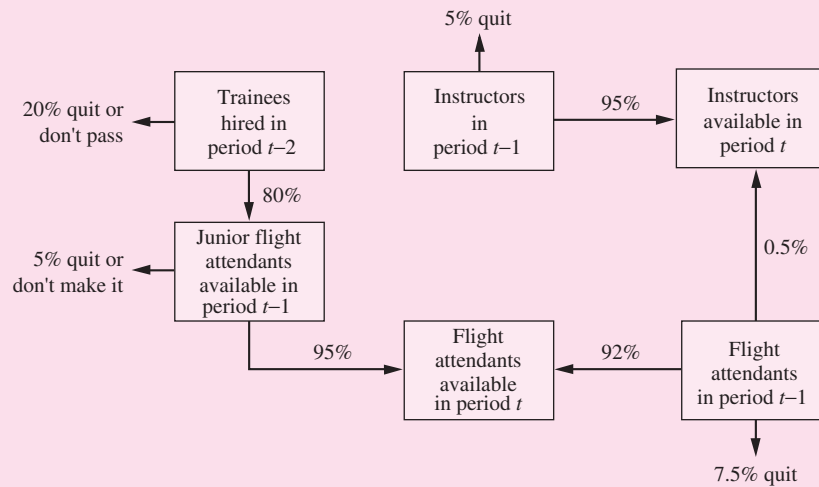 5% quit
20% quit or
don't pass
Trainees
hired in
period t–2
Instructors
in
period t–1
95%
Instructors
available in
period t
80%
5% quit or
don't make it
Junior flight
attendants
available in
period t–1
0.5%
95%
Flight
attendants
available
in period t
92%
Flight
attendants
in period t–1
7.5% quit